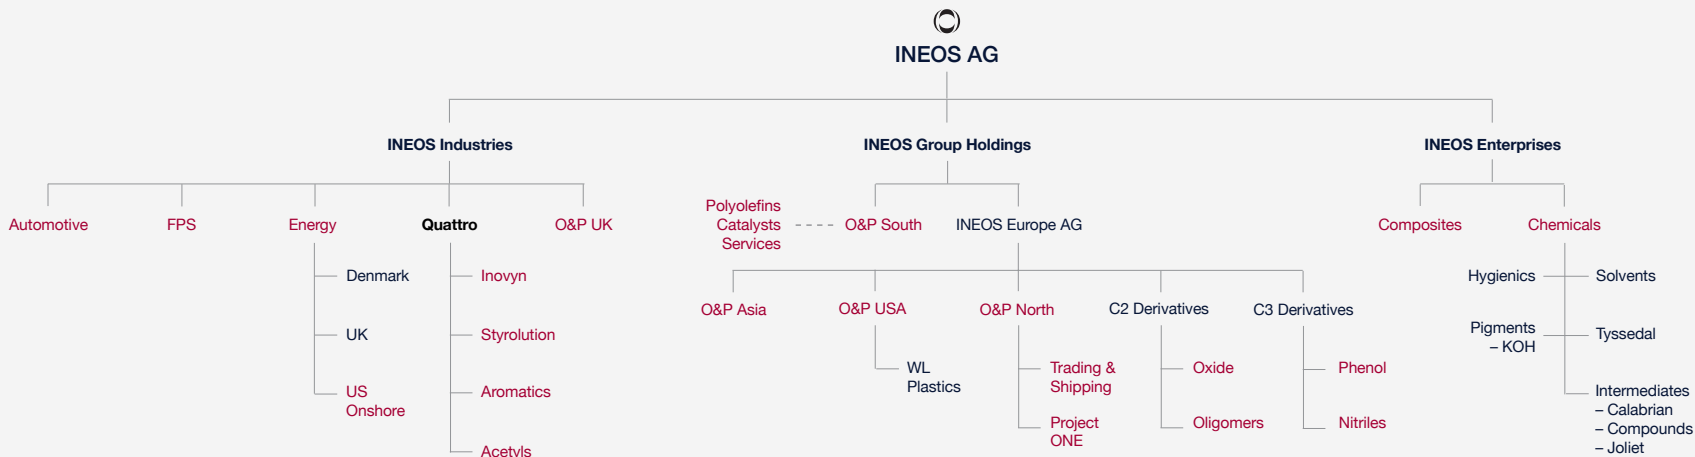 INEOS AG
INEOS Industries
INEOS Group Holdings
INEOS Enterprises
Automotive
FPS
Energy
Quattro
O&P UK
Polyolefins
Catalysts
Services
O&P South
INEOS Europe AG
Composites
Chemicals
Denmark
UK
US
Onshore
Inovyn
Styrolution
Aromatics
Acetyls
O&P Asia
O&P USA
O&P North
C2 Derivatives
C3 Derivatives
WL
Plastics
Trading &
Shipping
Project
ONE
Oxide
Oligomers
Phenol
Nitriles
Hygienics
Solvents
Pigments
– KOH
Tyssedal
Intermediates
– Calabrian
– Compounds
– Joliet